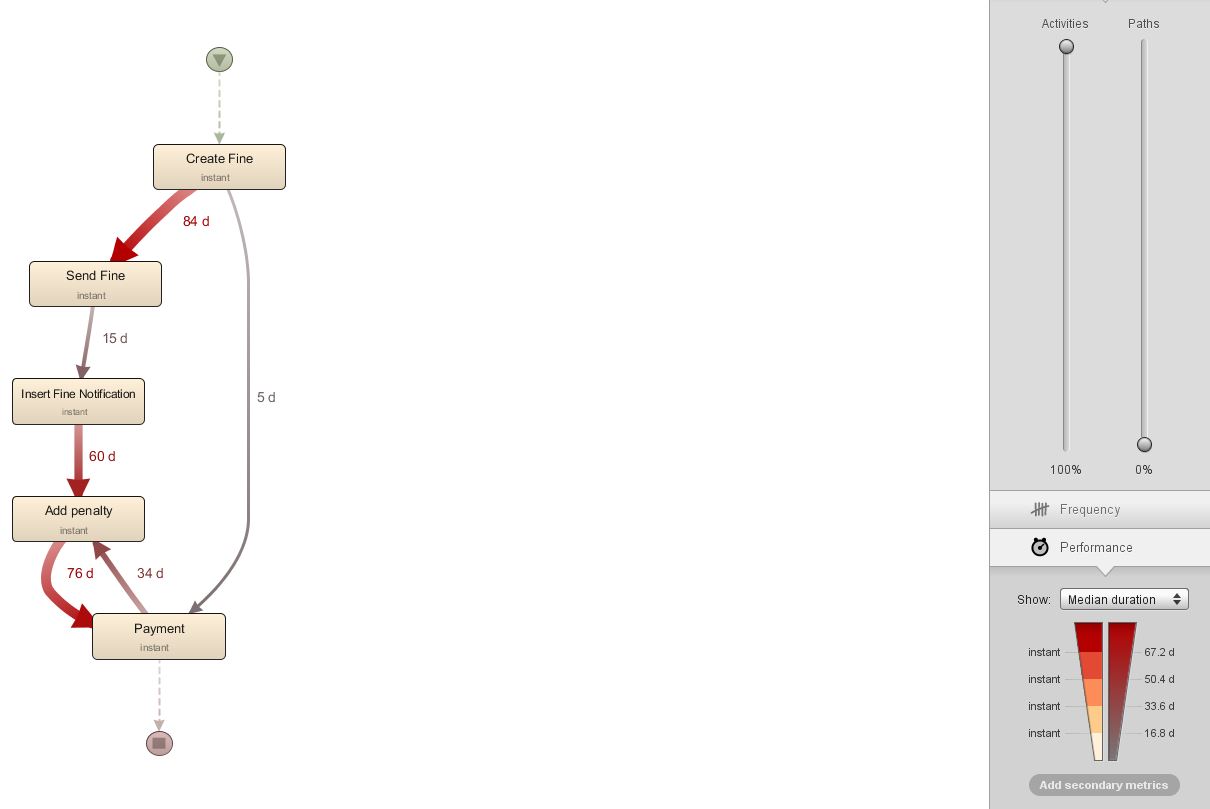 Create Fine
instant
84 d
Send Fine
instant
15 d
Insert Fine Notification
instant
5 d
60 d
Add penalty
instant
76 d
34 d
Payment
instant
Activities
Paths
100%
0%
Frequency
Performance
Show:
Median duration
instant
67.2 d
instant
50.4 d
instant
33.6 d
instant
16.8 d
Add secondary metrics